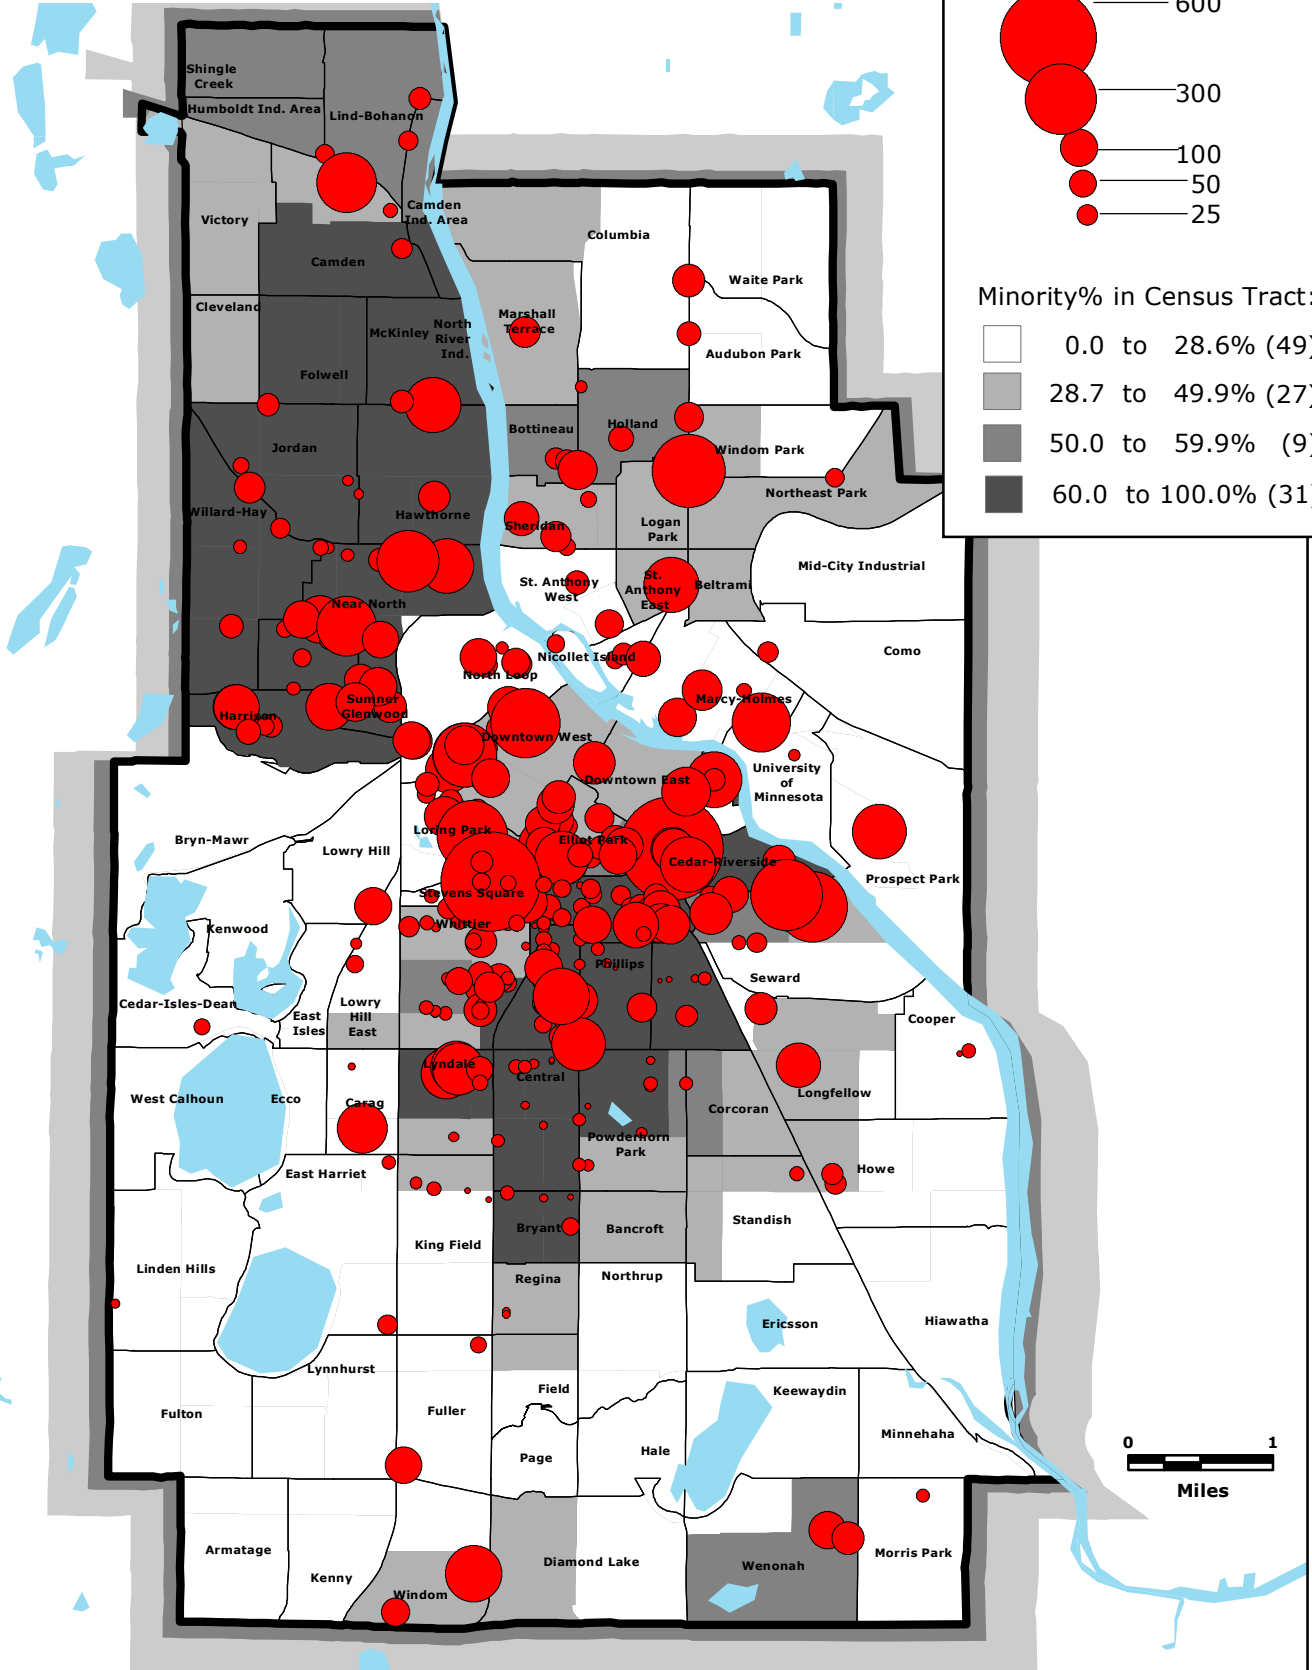 600
300
100
50
25
Minority% in Census Tract:
0.0 to 28.6% (49)
28.7 to 49.9% (27)
50.0 to 59.9% (9)
60.0 to 100.0% (31)
Shingle
Creek
Humboldt Ind. Area
Lind-Bohanon
Victory
Camden
Ind. Area
Columbia
Camden
Waite Park
Cleveland
McKinley
North
River
Ind.
Marshall
Terrace
Audubon Park
Folwell
Jordan
Bottineau
Holland
Windom Park
Northeast Park
Willard-Hay
Hawthorne
Sheridan
Logan
Park
Mid-City Industrial
St. Anthony
West
St.
Anthony
East
Beltrami
Near North
Como
Nicollet Island
North Loop
Marcy-Holmes
Sumner
Glenwood
Harrison
Downtown West
Downtown East
University
of
Minnesota
Bryn-Mawr
Lowry Hill
Loring Park
Elliot Park
Cedar-Riverside
Prospect Park
Stevens Square
Kenwood
Whittier
Phillips
Seward
Cedar-Isles-Dean
East
Isles
Lowry
Hill
East
Cooper
Lyndale
Central
West Calhoun
Ecco
Carag
Longfellow
Corcoran
Powderhorn
Park
East Harriet
Howe
King Field
Bryant
Bancroft
Standish
Linden Hills
Regina
Northrup
Ericsson
Hiawatha
Lynnhurst
Field
Keewaydin
Fulton
Fuller
Page
Hale
Minnehaha
0 1
Miles
Armatage
Kenny
Windom
Diamond Lake
Wenonah
Morris Park